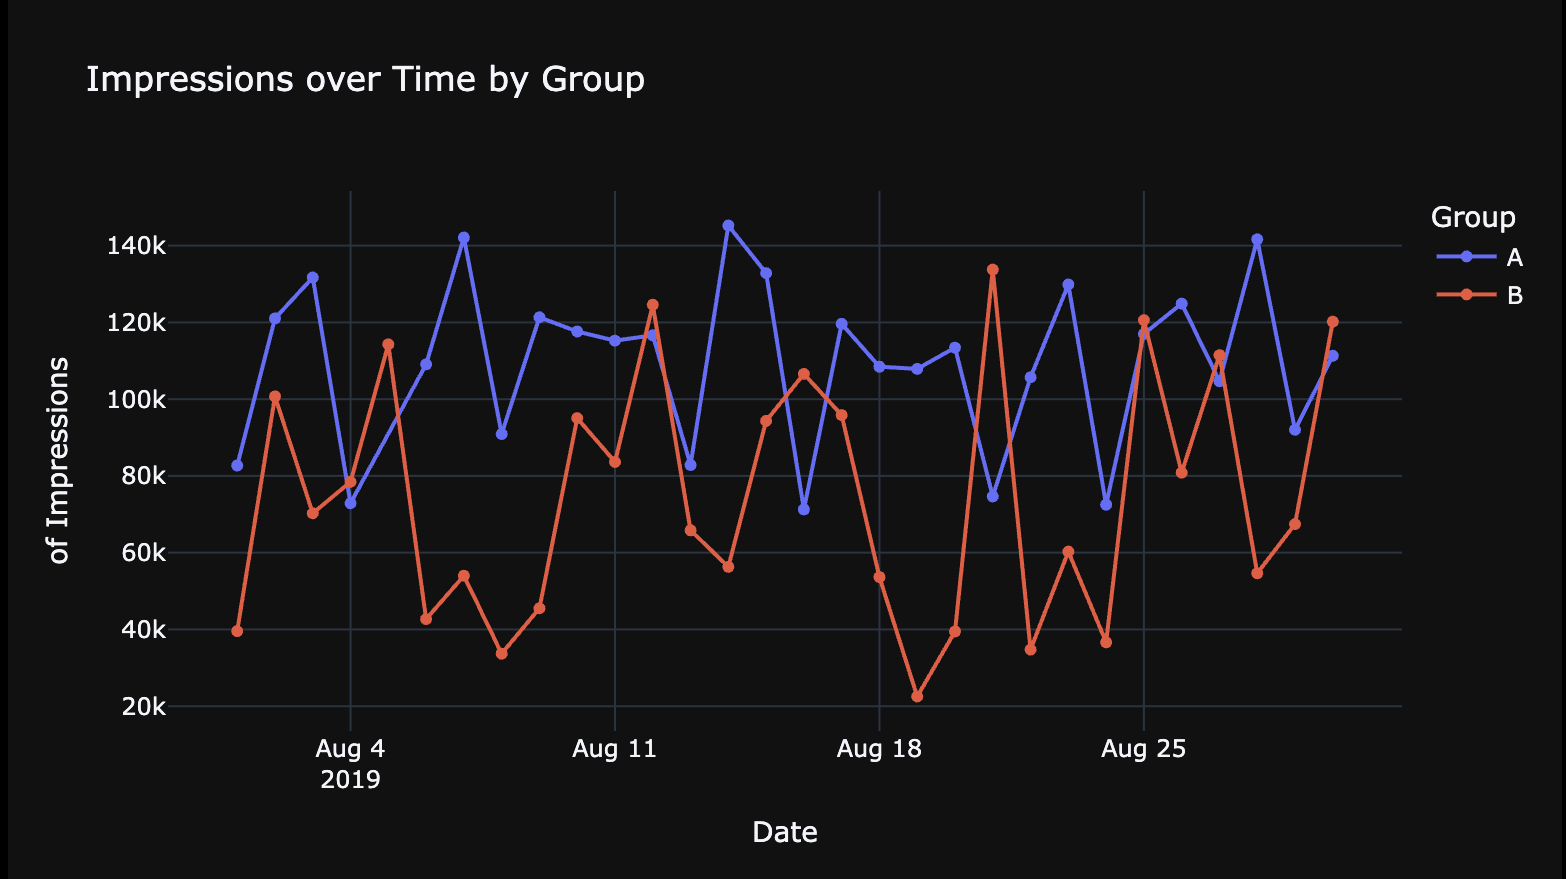 Impressions over Time by Group
of Impressions
140k
120k
100k
80k
60k
40k
20k
Aug 4
2019
Aug 11
Aug 18
Aug 25
Date
Group
A
B